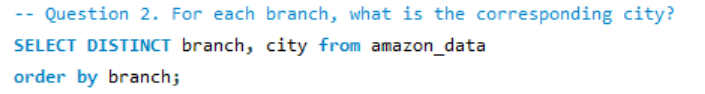 -- Question 2. For each branch, what is the corresponding city?
SELECT DISTINCT branch, city from amazon_data
order by branch;